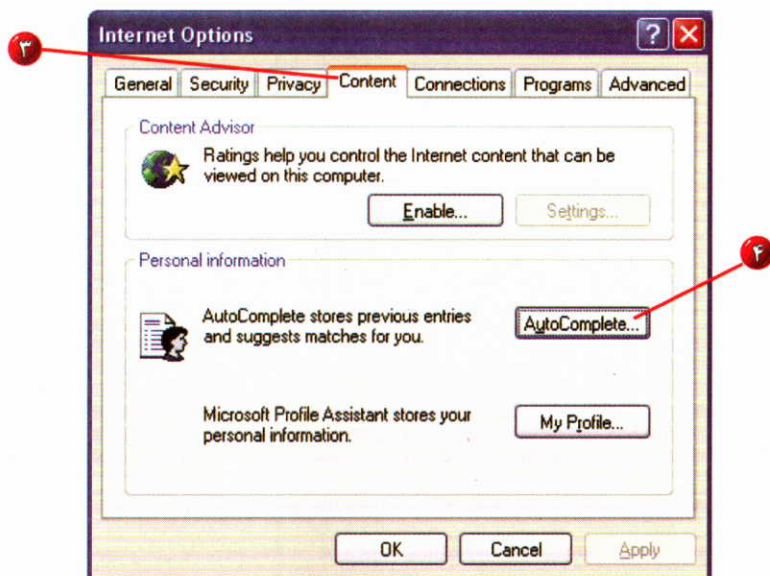 Internet Options
۳
General Security Privacy Content Connections Programs Advanced
Content Advisor
Ratings help you control the Internet content that can be
viewed on this computer.
Enable... Settings...
Personal information
۴
AutoComplete stores previous entries
and suggests matches for you.
AutoComplete...
Microsoft Profile Assistant stores your
personal information.
My Profile...
OK Cancel Apply